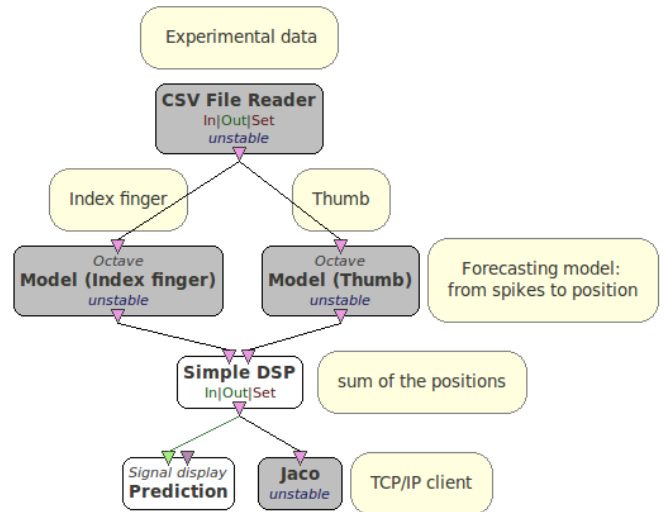 Experimental data
CSV File Reader
In|Out|Set
unstable
Index finger
Thumb
Octave
Model (Index finger)
unstable
Octave
Model (Thumb)
unstable
Forecasting model:
from spikes to position
Simple DSP
In|Out|Set
sum of the positions
Signal display
Prediction
Jaco
unstable
TCP/IP client